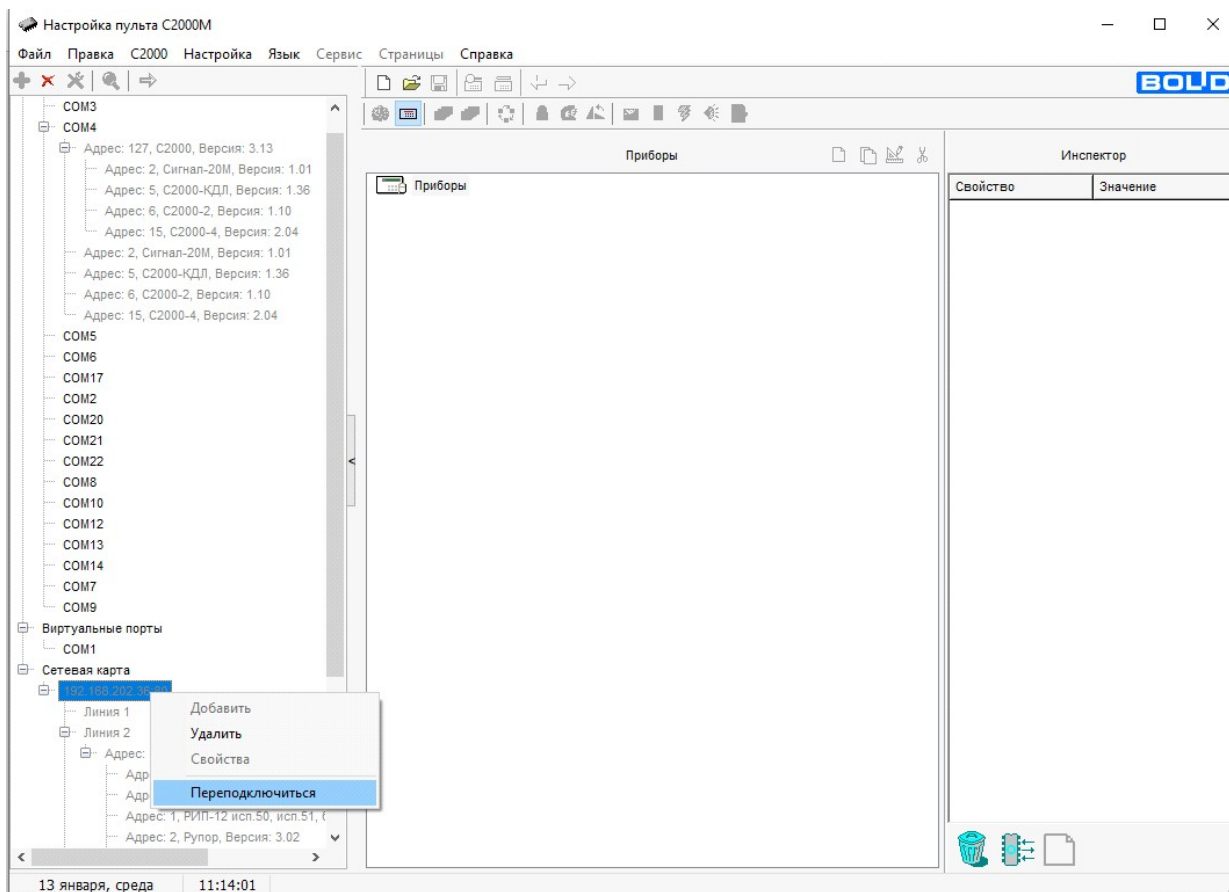 Настройка пульта С2000М
Файл Правка С2000 Настройка Язык Сервис Страницы Справка
BOLID
COM3
COM4
Адрес: 127, С2000, Версия: 3.13
Адрес: 2, Сигнал-20М, Версия: 1.01
Адрес: 5, С2000-КДЛ, Версия: 1.36
Адрес: 6, С2000-2, Версия: 1.10
Адрес: 15, С2000-4, Версия: 2.04
Адрес: 2, Сигнал-20М, Версия: 1.01
Адрес: 5, С2000-КДЛ, Версия: 1.36
Адрес: 6, С2000-2, Версия: 1.10
Адрес: 15, С2000-4, Версия: 2.04
COM5
COM6
COM17
COM2
COM20
COM21
COM22
COM8
COM10
COM12
COM13
COM14
COM7
COM9
Виртуальные порты
COM1
Сетевая карта
192.168.202.36:
Линия 1
Линия 2
Адрес:
Адр
Адр
Адрес: 1, РИП-12 исп.50, исп.51,
Адрес: 2, Рупор, Версия: 3.02
Добавить
Удалить
Свойства
Переподключиться
Приборы
Приборы
Инспектор
Свойство Значение
13 января, среда 11:14:01